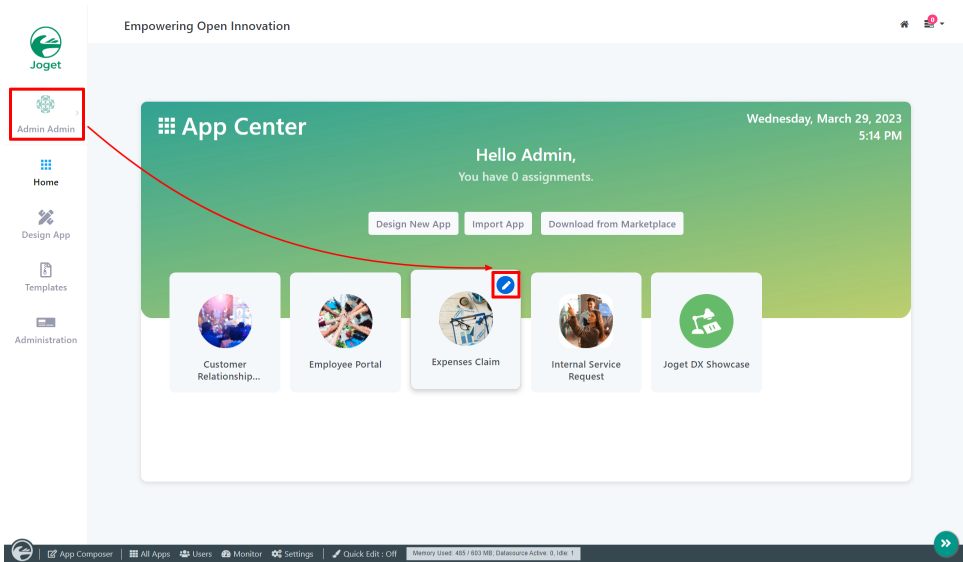 Empowering Open Innovation
0
Joget
Admin Admin
Home
Design App
Templates
Administration
App Center
Wednesday, March 29, 2023
5:14 PM
Hello Admin,
You have 0 assignments.
Design New App
Import App
Download from Marketplace
Customer
Relationship...
Employee Portal
Expenses Claim
Internal Service
Request
Joget DX Showcase
App Composer
All Apps
Users
Monitor
Settings
Quick Edit : Off
Memory Used: 485 / 603 MB; Datasource Active: 0, Idle: 1